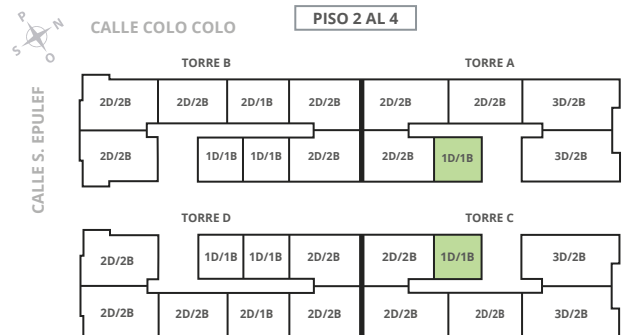 PISO 2 AL 4
P N
S O
CALLE COLO COLO
CALLE S. EPULEF
TORRE B TORRE A
2D/2B 2D/2B 2D/1B 2D/2B 2D/2B 2D/2B 3D/2B
2D/2B 1D/1B 1D/1B 2D/2B 2D/2B 1D/1B 3D/2B
TORRE D TORRE C
2D/2B 1D/1B 1D/1B 2D/2B 2D/2B 1D/1B 3D/2B
2D/2B 2D/2B 2D/1B 2D/2B 2D/2B 2D/2B 3D/2B